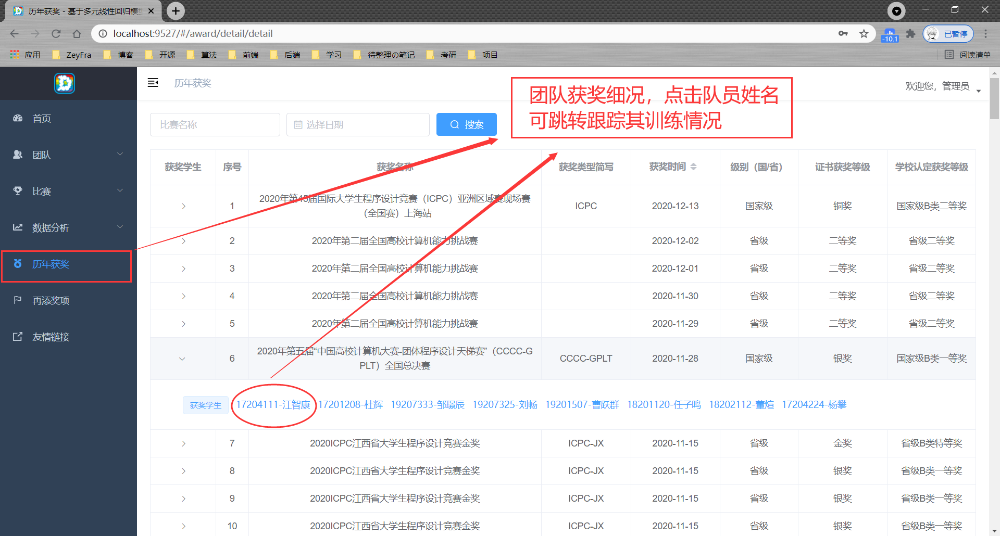 历年获奖 - 基于多元线性回归模
localhost:9527/#/award/detail/detail
-10.1
已暂停
应用 ZeyFra 博客 开源 算法 前端 后端 学习 待整理の笔记 考研 项目 阅读清单
历年获奖
欢迎您，管理员
团队获奖细况，点击队员姓名
可跳转跟踪其训练情况
首页
团队
比赛
数据分析
历年获奖
再添奖项
友情链接
比赛名称 选择日期 搜索
获奖学生 序号 获奖名称 获奖类型简写 获奖时间 级别（国/省） 证书获奖等级 学校认定获奖等级
1 2020年第45届国际大学生程序设计竞赛（ICPC）亚洲区域赛现场赛 ICPC 2020-12-13 国家级 铜奖 国家级B类二等奖
（全国赛）上海站
2 2020年第二届全国高校计算机能力挑战赛 2020-12-02 省级 二等奖 省级二等奖
3 2020年第二届全国高校计算机能力挑战赛 2020-12-01 省级 二等奖 省级二等奖
4 2020年第二届全国高校计算机能力挑战赛 2020-11-30 省级 二等奖 省级二等奖
5 2020年第二届全国高校计算机能力挑战赛 2020-11-29 省级 二等奖 省级二等奖
6 2020年第五届“中国高校计算机大赛-团体程序设计天梯赛”（CCCC-G CCCC-GPLT 2020-11-28 国家级 银奖 国家级B类一等奖
PLT）全国总决赛
获奖学生 17204111-江智康 17201208-杜辉 19207333-邹璟辰 19207325-刘畅 19201507-曹跃群 18201120-任子鸣 18202112-董煊 17204224-杨攀
7 2020ICPC江西省大学生程序设计竞赛金奖 ICPC-JX 2020-11-15 省级 金奖 省级B类特等奖
8 2020ICPC江西省大学生程序设计竞赛金奖 ICPC-JX 2020-11-15 省级 银奖 省级B类一等奖
9 2020ICPC江西省大学生程序设计竞赛金奖 ICPC-JX 2020-11-15 省级 银奖 省级B类一等奖
10 2020ICPC江西省大学生程序设计竞赛金奖 ICPC-JX 2020-11-15 省级 银奖 省级B类一等奖